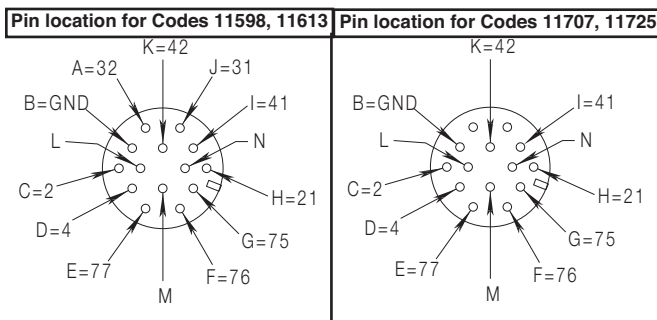 Pin location for Codes 11598, 11613
K=42
A=32
J=31
B=GND
I=41
L
N
C=2
H=21
D=4
G=75
E=77
F=76
M
Pin location for Codes 11707, 11725
K=42
B=GND
I=41
L
N
C=2
H=21
D=4
G=75
E=77
F=76
M